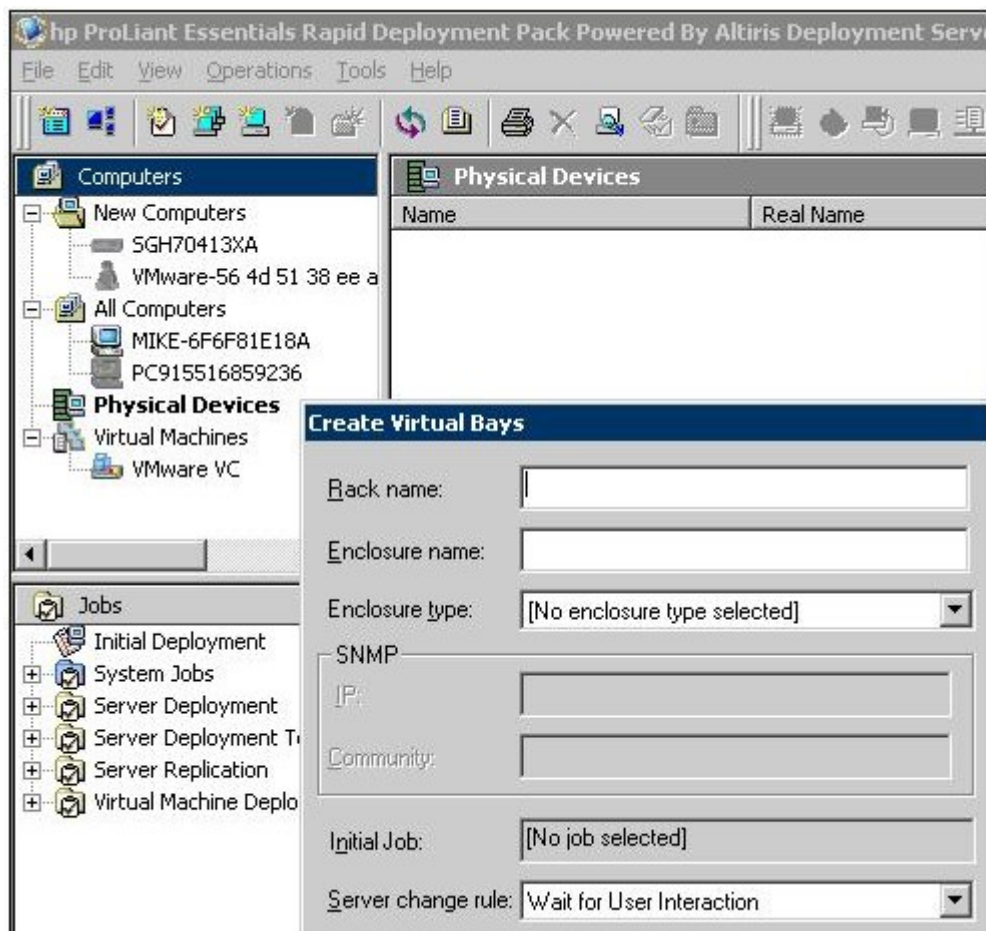 hp ProLiant Essentials Rapid Deployment Pack Powered By Altiris Deployment Serve
File Edit View Operations Tools Help
Computers
New Computers
SGH70413XA
VMware-56 4d 51 38 ee a
All Computers
MIKE-6F6F81E18A
PC915516859236
Physical Devices
Virtual Machines
VMware VC
Physical Devices
Name Real Name
Jobs
Initial Deployment
System Jobs
Server Deployment
Server Deployment To
Server Replication
Virtual Machine Deplo
Create Virtual Bays
Rack name:
Enclosure name:
Enclosure type: [No enclosure type selected]
SNMP
IP:
Community:
Initial Job: [No job selected]
Server change rule: Wait for User Interaction